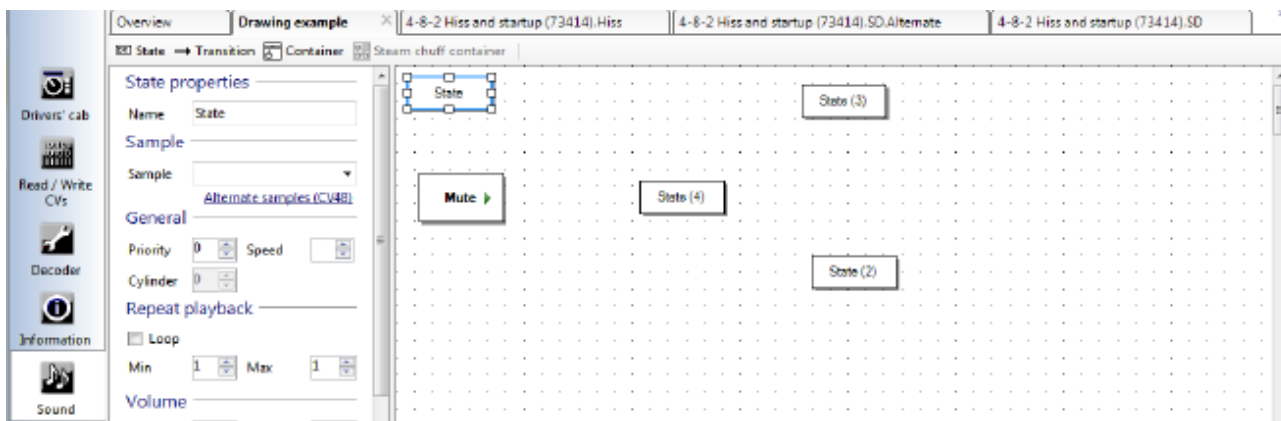 Overview
Drawing example
4-8-2 Hiss and startup (73414).Hiss
4-8-2 Hiss and startup (73414).SD.Alternate
4-8-2 Hiss and startup (73414).SD
State Transition Container Steam chuff container
Drivers' cab
Read / Write
CVs
Decoder
Information
Sound
State properties
Name State
Sample
Sample
Alternate samples (CV48)
General
Priority 0 Speed
Cylinder 0
Repeat playback
Loop
Min 1 Max 1
Volume
State
State (3)
Mute
State (4)
State (2)